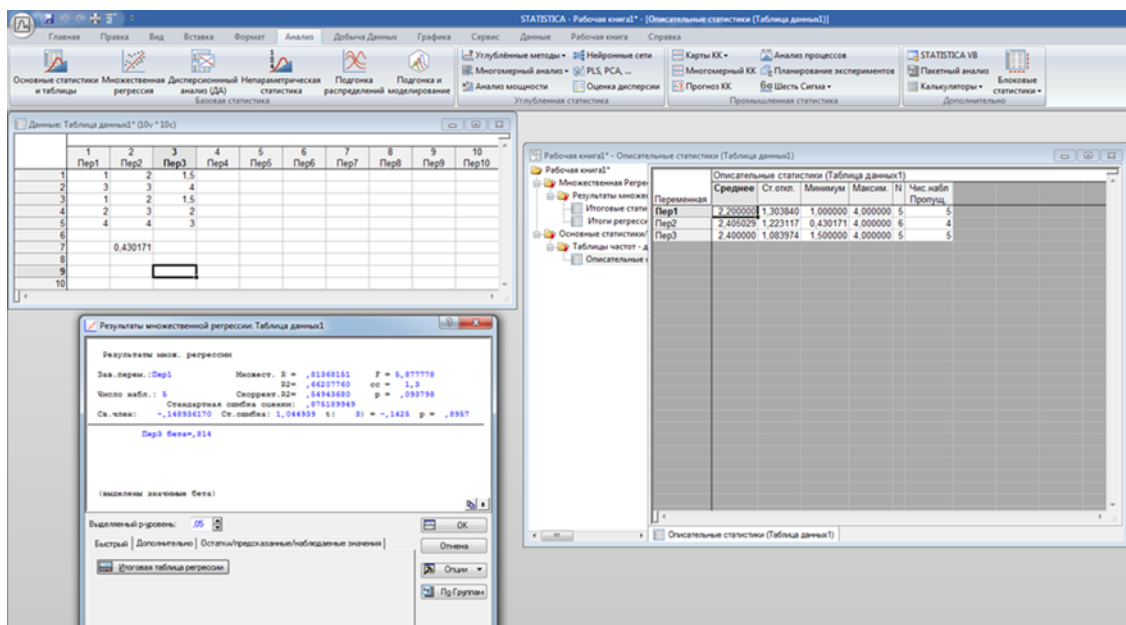 STATISTICA - Рабочая книга1* - [Описательные статистики (Таблица данных1)]
Главная Правка Вид Вставка Формат Анализ Добыча Данных Графика Сервис Данные Рабочая книга Справка
Основные статистики и таблицы
Множественная регрессия
Дисперсионный анализ (ДА)
Непараметрическая статистика
Подгонка распределений
Подгонка и моделирование
Базовая статистика
Углублённые методы Нейронные сети
Многомерный анализ PLS, PCA, ...
Анализ мощности Оценка дисперсии
Углубленная статистика
Карты КК Анализ процессов
Многомерный КК Планирование экспериментов
Прогноз КК Шесть Сигма
Промышленная статистика
STATISTICA VB
Пакетный анализ
Калькуляторы
Блоковые статистики
Дополнительно
Данные: Таблица данных1* (10v * 10c)
1 2 3 4 5 6 7 8 9 10
Пер1 Пер2 Пер3 Пер4 Пер5 Пер6 Пер7 Пер8 Пер9 Пер10
1 1 2 1,5
2 3 3 4
3 1 2 1,5
4 2 3 2
5 4 4 3
6
7 0,430171
8
9
10
Рабочая книга1* - Описательные статистики (Таблица данных1)
Рабочая книга1*
Множественная Регре
Результаты множе
Итоговые стати
Итоги регресси
Основные статистики/
Таблицы частот - д
Описательные
Описательные статистики (Таблица данных1)
Переменная Среднее Ст.откл. Минимум Максим. N Чис.набл Пропущ.
Пер1 2,200000 1,303840 1,000000 4,000000 5 5
Пер2 2,405029 1,223117 0,430171 4,000000 6 4
Пер3 2,400000 1,083974 1,500000 4,000000 5 5
Описательные статистики (Таблица данных1)
Результаты множественной регрессии: Таблица данных1
Результаты множ. регрессии
Зав.перем.:Пер1 Множест. R = ,81368151 F = 5,877778
R2= ,66207760 сс = 1,3
Число набл.: 5 Скоррект.R2= ,54943680 p = ,093798
Стандартная ошибка оценки: ,875189949
Св.член: -,148936170 Ст.ошибка: 1,044939 t( 3) = -,1425 p = ,8957
Пер3 бета=,814
(выделены значимые бета)
Выделяемый p-уровень: ,05
OK
Быстрый Дополнительно Остатки/предсказанные/наблюдаемые значения
Отмена
Итоговая таблица регрессии
Опции
По Группам